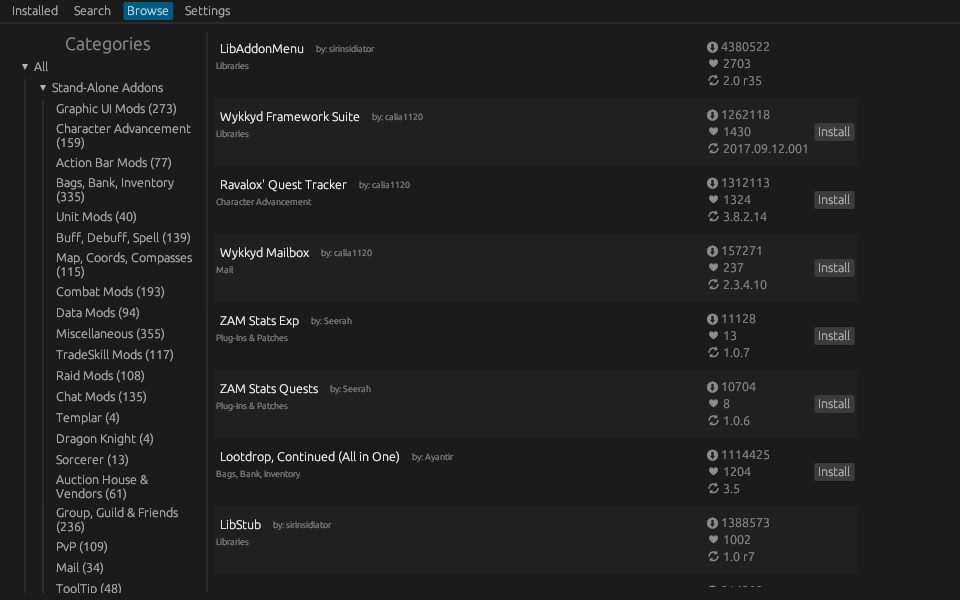 Installed Search Browse Settings
Categories
All
Stand-Alone Addons
Graphic UI Mods (273)
Character Advancement
(159)
Action Bar Mods (77)
Bags, Bank, Inventory
(335)
Unit Mods (40)
Buff, Debuff, Spell (139)
Map, Coords, Compasses
(115)
Combat Mods (193)
Data Mods (94)
Miscellaneous (355)
TradeSkill Mods (117)
Raid Mods (108)
Chat Mods (135)
Templar (4)
Dragon Knight (4)
Sorcerer (13)
Auction House &
Vendors (61)
Group, Guild & Friends
(236)
PvP (109)
Mail (34)
ToolTip (48)
LibAddonMenu by: sirinsidiator
Libraries
4380522
2703
2.0 r35
Wykkyd Framework Suite by: calia1120
Libraries
1262118
1430
2017.09.12.001
Install
Ravalox' Quest Tracker by: calia1120
Character Advancement
1312113
1324
3.8.2.14
Install
Wykkyd Mailbox by: calia1120
Mail
157271
237
2.3.4.10
Install
ZAM Stats Exp by: Seerah
Plug-Ins & Patches
11128
13
1.0.7
Install
ZAM Stats Quests by: Seerah
Plug-Ins & Patches
10704
8
1.0.6
Install
Lootdrop, Continued (All in One) by: Ayantir
Bags, Bank, Inventory
1114425
1204
3.5
Install
LibStub by: sirinsidiator
Libraries
1388573
1002
1.0 r7